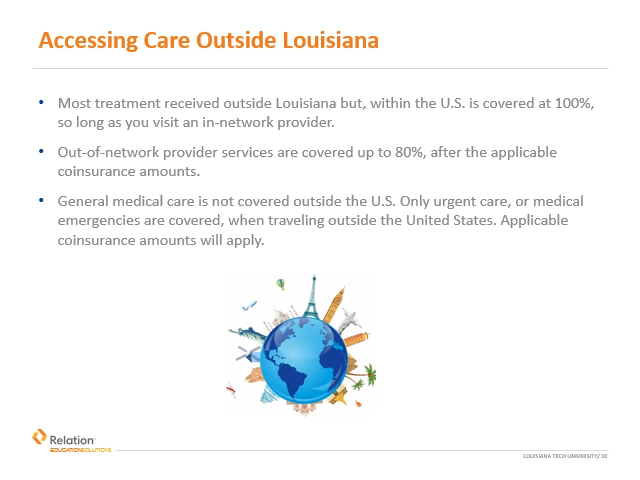 Accessing Care Outside Louisiana
• Most treatment received outside Louisiana but, within the U.S. is covered at 100%,
so long as you visit an in-network provider.
• Out-of-network provider services are covered up to 80%, after the applicable
coinsurance amounts.
• General medical care is not covered outside the U.S. Only urgent care, or medical
emergencies are covered, when traveling outside the United States. Applicable
coinsurance amounts will apply.
Relation
EDUCATIONSOLUTIONS
LOUISIANA TECH UNIVERSITY/ 10